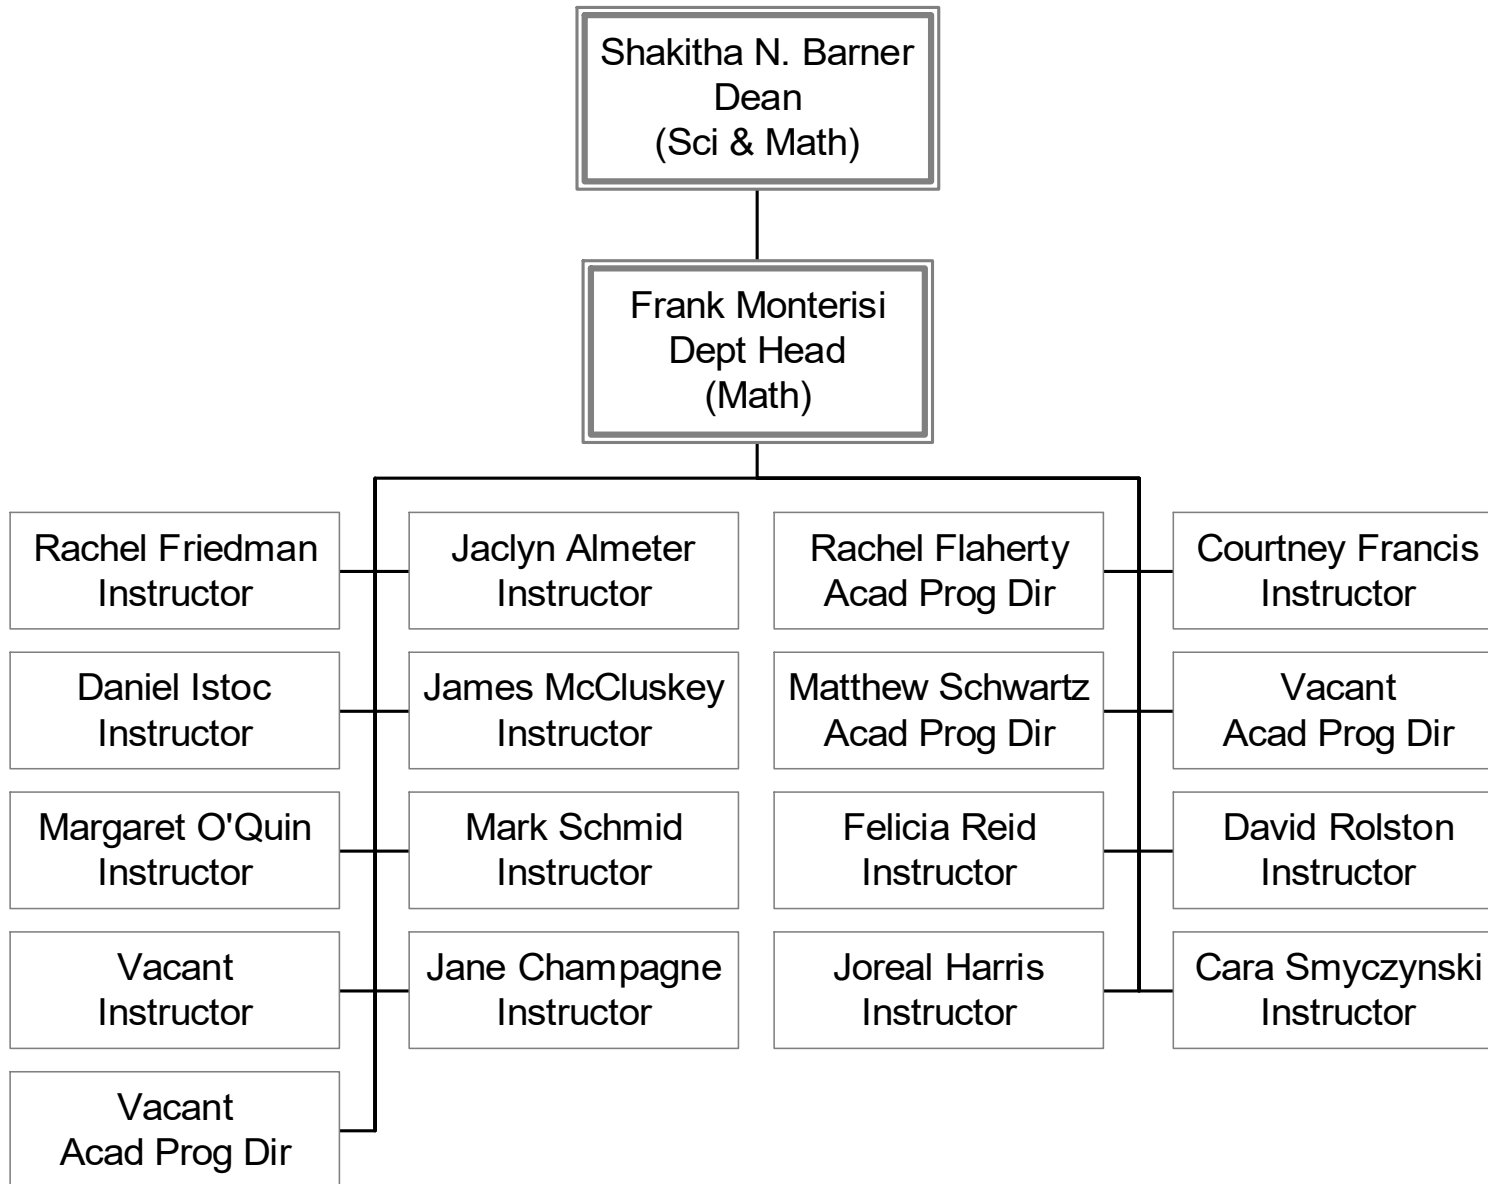 Shakitha N. Barner
Dean
(Sci & Math)
Frank Monterisi
Dept Head
(Math)
Rachel Friedman
Instructor
Jaclyn Almeter
Instructor
Rachel Flaherty
Acad Prog Dir
Courtney Francis
Instructor
Daniel Istoc
Instructor
James McCluskey
Instructor
Matthew Schwartz
Acad Prog Dir
Vacant
Acad Prog Dir
Margaret O'Quin
Instructor
Mark Schmid
Instructor
Felicia Reid
Instructor
David Rolston
Instructor
Vacant
Instructor
Jane Champagne
Instructor
Joreal Harris
Instructor
Cara Smyczynski
Instructor
Vacant
Acad Prog Dir